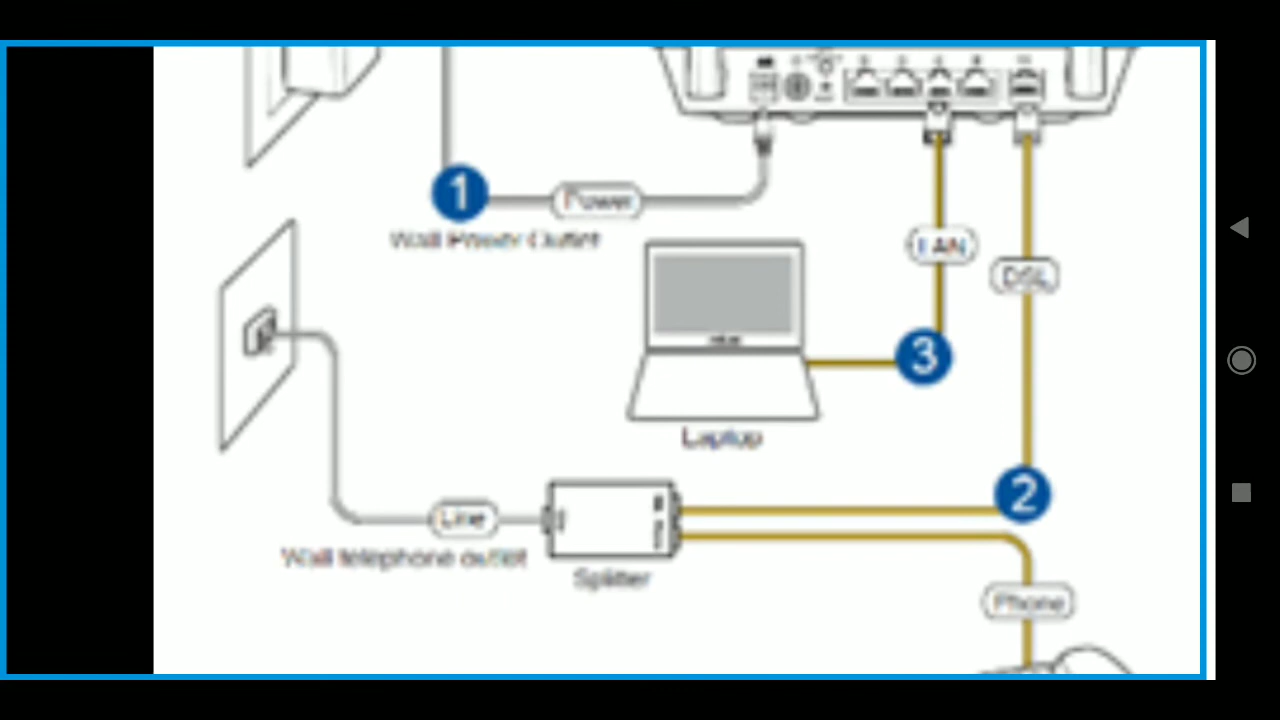 1
Power
Wall Power Outlet
LAN
DSL
3
Laptop
2
Line
Wall telephone outlet
Splitter
Phone